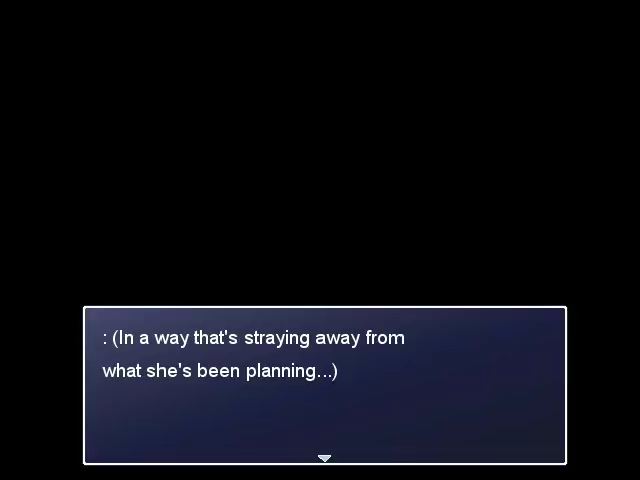 : (In a way that's straying away from
what she's been planning...)